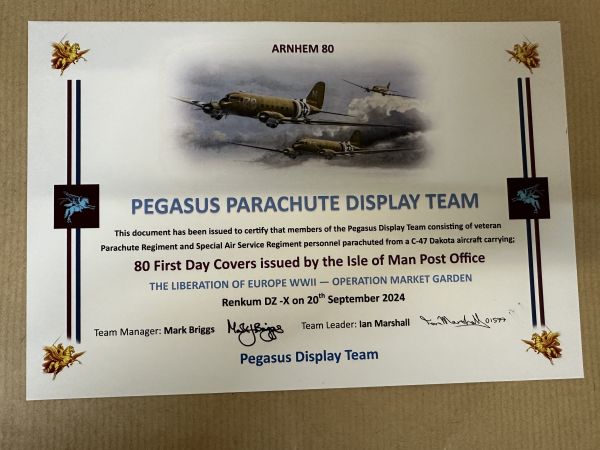 ARNHEM 80
PEGASUS PARACHUTE DISPLAY TEAM
This document has been issued to certify that members of the Pegasus Display Team consisting of veteran
Parachute Regiment and Special Air Service Regiment personnel parachuted from a C-47 Dakota aircraft carrying;
80 First Day Covers issued by the Isle of Man Post Office
THE LIBERATION OF EUROPE WWII — OPERATION MARKET GARDEN
Renkum DZ -X on 20th September 2024
Team Manager: Mark Briggs Team Leader: Ian Marshall
Pegasus Display Team